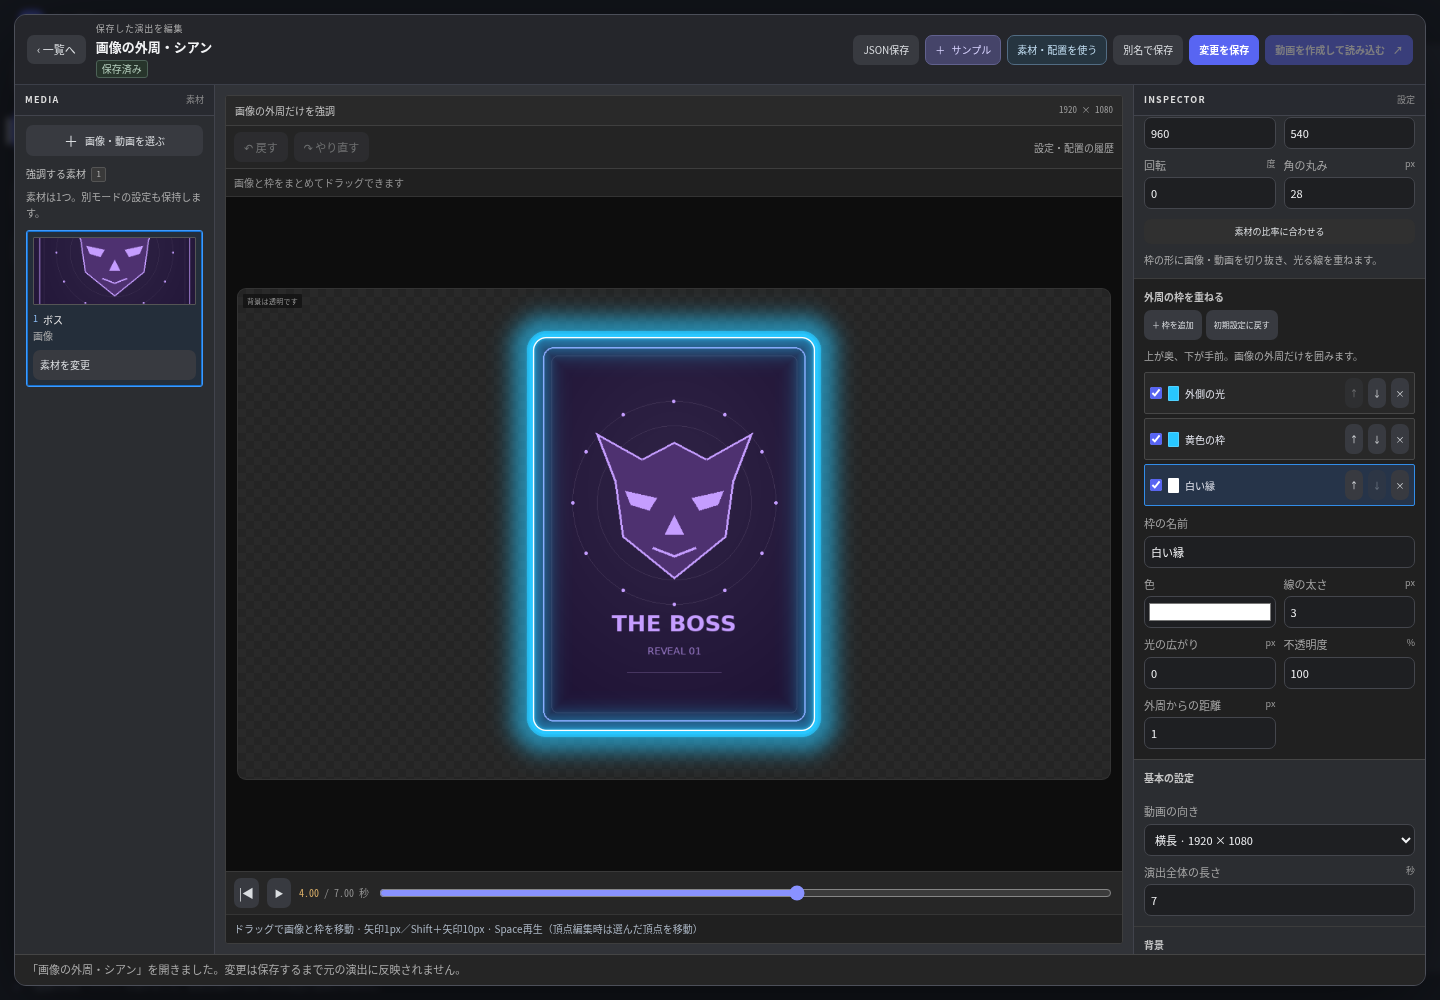 ‹ 一覧へ
保存した演出を編集
画像の外周・シアン
保存済み
JSON保存
＋ サンプル
素材・配置を使う
別名で保存
変更を保存
動画を作成して読み込む ↗
MEDIA
素材
＋ 画像・動画を選ぶ
強調する素材 1
素材は1つ。別モードの設定も保持しま
す。
1 ボス
画像
素材を変更
画像の外周だけを強調
1920 × 1080
↶ 戻す
↷ やり直す
設定・配置の履歴
画像と枠をまとめてドラッグできます
背景は透明です
THE BOSS
REVEAL 01
4.00 / 7.00 秒
ドラッグで画像と枠を移動 · 矢印1px／Shift＋矢印10px · Space再生（頂点編集時は選んだ頂点を移動）
INSPECTOR
設定
960
540
回転 度
角の丸み px
0
28
素材の比率に合わせる
枠の形に画像・動画を切り抜き、光る線を重ねます。
外周の枠を重ねる
＋ 枠を追加
初期設定に戻す
上が奥、下が手前。画像の外周だけを囲みます。
外側の光 ↑ ↓ ×
黄色の枠 ↑ ↓ ×
白い縁 ↑ ↓ ×
枠の名前
白い縁
色
線の太さ px
3
光の広がり px
不透明度 %
0
100
外周からの距離 px
1
基本の設定
動画の向き
横長 · 1920 × 1080
演出全体の長さ 秒
7
背景
「画像の外周・シアン」を開きました。変更は保存するまで元の演出に反映されません。